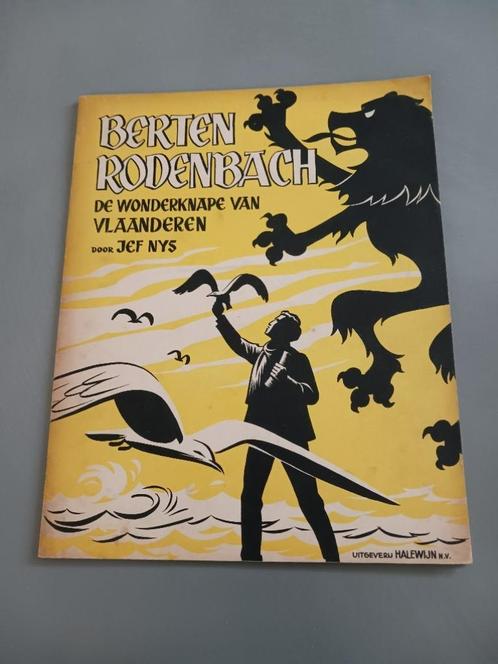 BERTEN
RODENBACH
DE WONDERKNAPE VAN
VLAANDEREN
DOOR JEF NYS
UITGEVERIJ HALEWIJN N.V.